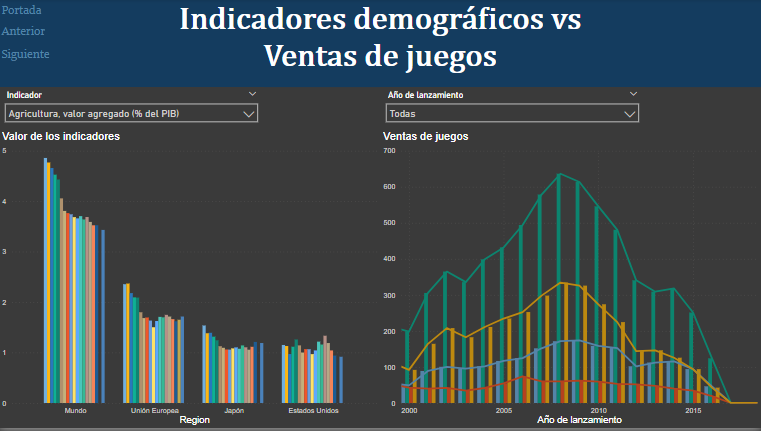 Portada
Anterior
Siguiente
Indicadores demográficos vs
Ventas de juegos
Indicador
Agricultura, valor agregado (% del PIB)
Año de lanzamiento
Todas
Valor de los indicadores
5
4
3
2
1
0
Mundo
Unión Europea
Japón
Estados Unidos
Region
Ventas de juegos
700
600
500
400
300
200
100
0
2000
2005
2010
2015
Año de lanzamiento